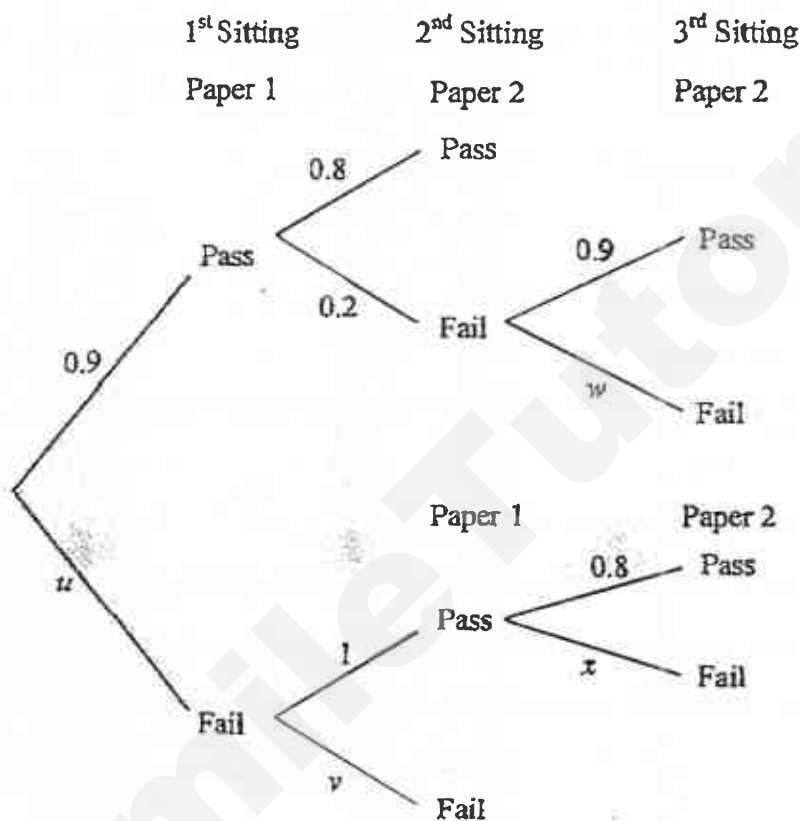 1st Sitting 2nd Sitting 3rd Sitting
Paper 1 Paper 2 Paper 2
Pass
0.8
Pass
Pass
0.9
0.2
Fail
0.9
w
Fail
Paper 1 Paper 2
0.8
Pass
u
Pass
1
x
Fail
Fail
v
Fail
mileTutor